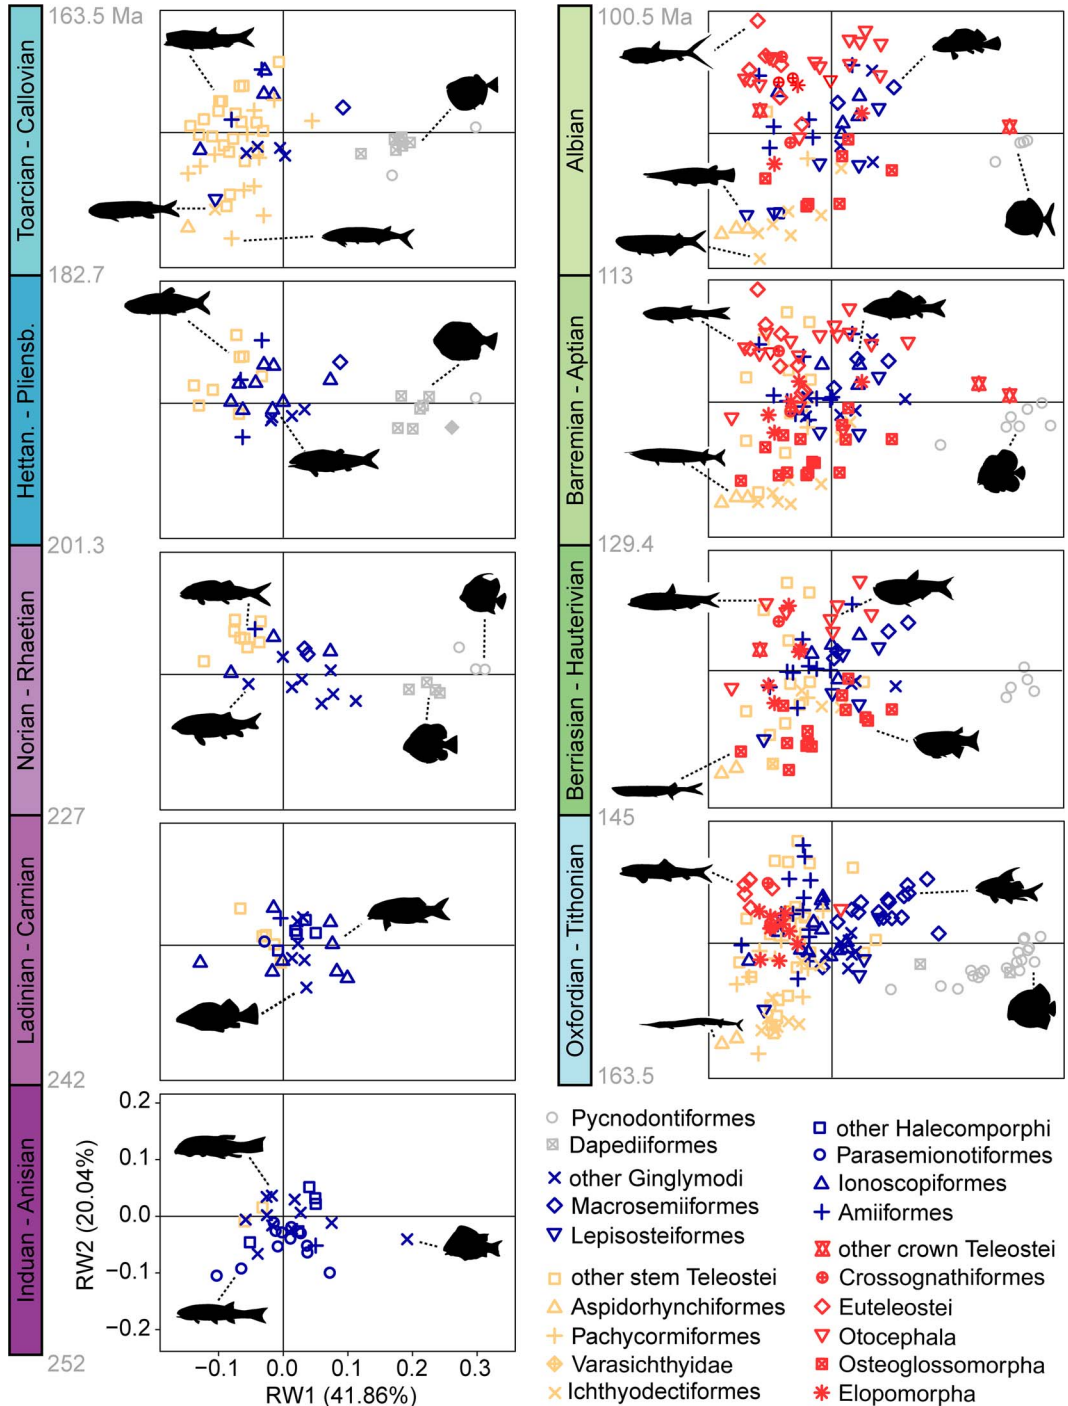 163.5 Ma
Toarcian - Callovian
182.7
Hettan. - Pliensb.
201.3
Norian - Rhaetian
227
Ladinian - Carnian
242
Induan - Anisian
252
0.2
0.1
0.0
−0.1
−0.2
RW2 (20.04%)
−0.1
0.0
0.1
0.2
0.3
RW1 (41.86%)
100.5 Ma
Albian
113
Barremian - Aptian
129.4
Berriasian - Hauterivian
145
Oxfordian - Tithonian
163.5
Pycnodontiformes
Dapediiformes
other Ginglymodi
Macrosemiiformes
Lepisosteiformes
other stem Teleostei
Aspidorhynchiformes
Pachycormiformes
Varasichthyidae
Ichthyodectiformes
other Halecomporphi
Parasemionotiformes
Ionoscopiformes
Amiiformes
other crown Teleostei
Crossognathiformes
Euteleostei
Otocephala
Osteoglossomorpha
Elopomorpha